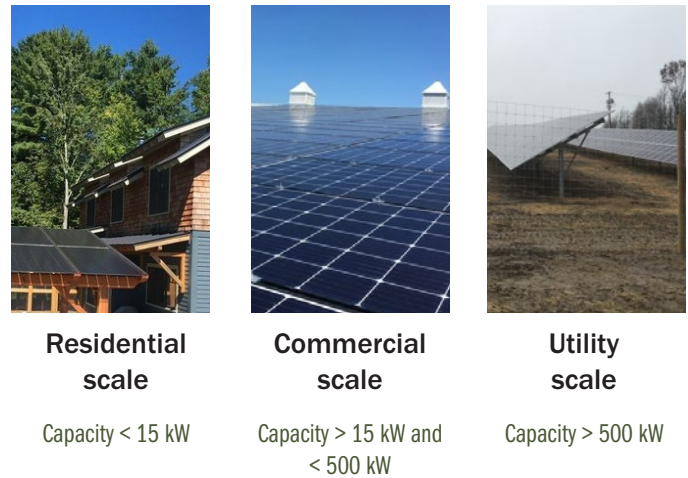 Residential
scale
Capacity < 15 kW
Commercial
scale
Capacity > 15 kW and
< 500 kW
Utility
scale
Capacity > 500 kW